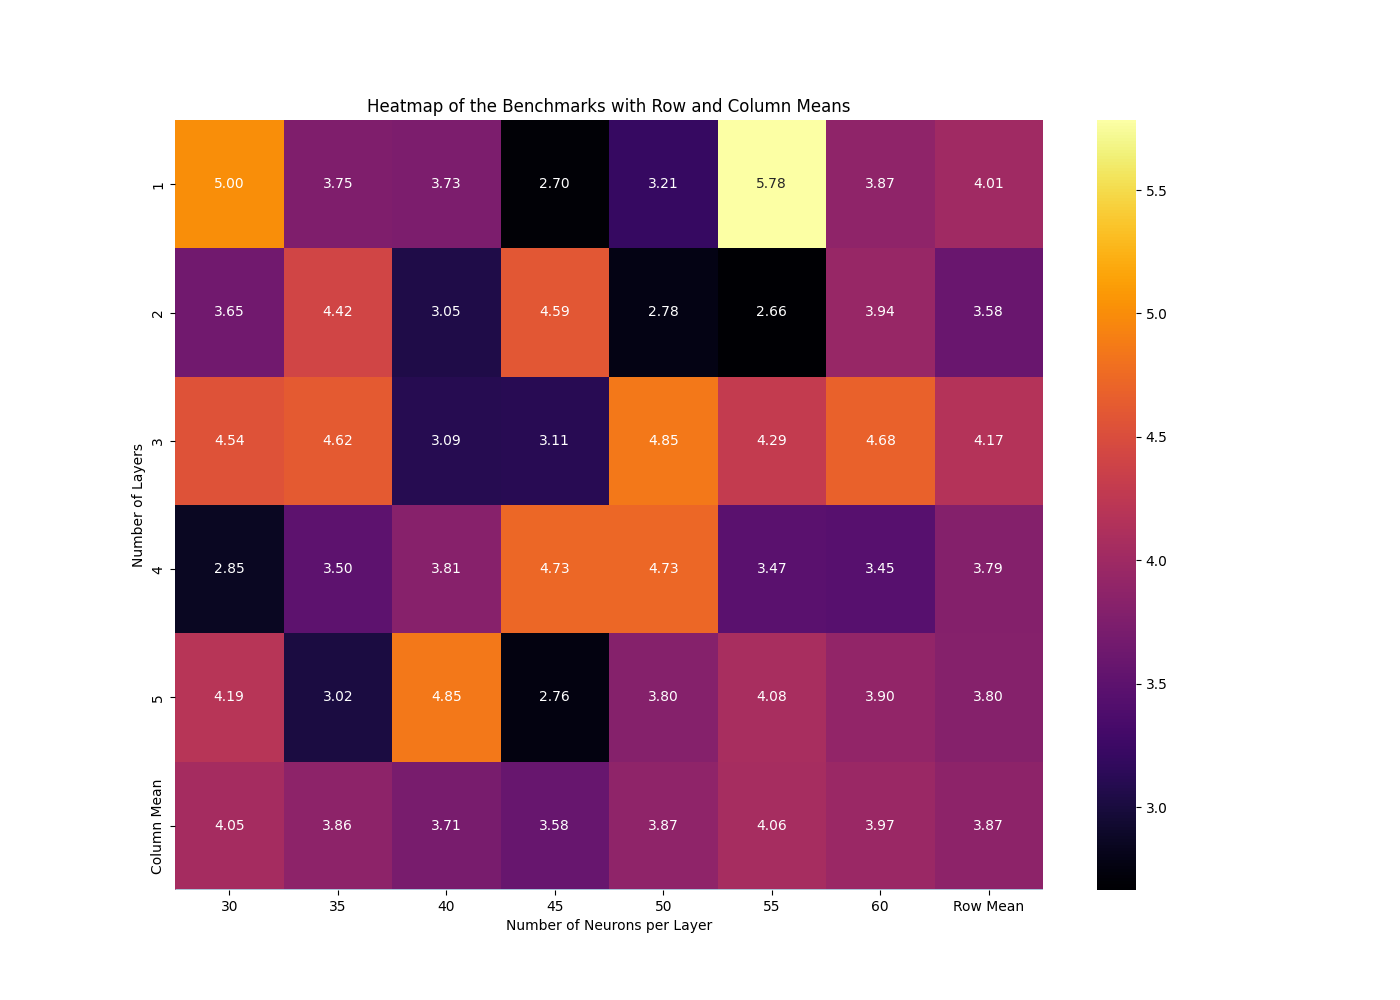 Heatmap of the Benchmarks with Row and Column Means
1 5.00 3.75 3.73 2.70 3.21 5.78 3.87 4.01
2 3.65 4.42 3.05 4.59 2.78 2.66 3.94 3.58
3 4.54 4.62 3.09 3.11 4.85 4.29 4.68 4.17
4 2.85 3.50 3.81 4.73 4.73 3.47 3.45 3.79
5 4.19 3.02 4.85 2.76 3.80 4.08 3.90 3.80
Column Mean 4.05 3.86 3.71 3.58 3.87 4.06 3.97 3.87
30 35 40 45 50 55 60 Row Mean
Number of Neurons per Layer
Number of Layers
5.5
5.0
4.5
4.0
3.5
3.0